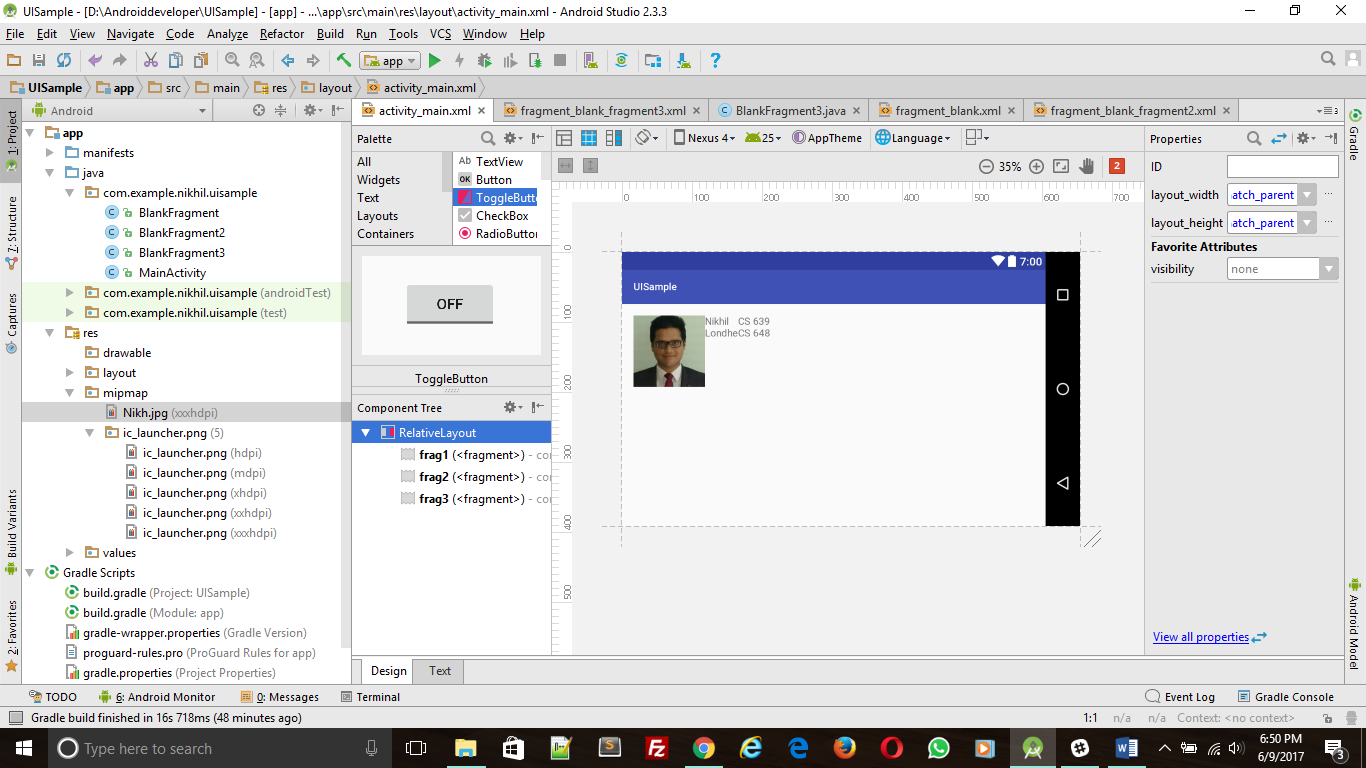 UISample - [D:\Androiddeveloper\UISample] - [app] - ...\app\src\main\res\layout\activity_main.xml - Android Studio 2.3.3
File Edit View Navigate Code Analyze Refactor Build Run Tools VCS Window Help
app
UISample app src main res layout activity_main.xml
Android
activity_main.xml fragment_blank_fragment3.xml BlankFragment3.java fragment_blank.xml fragment_blank_fragment2.xml
1: Project
7: Structure
Captures
Build Variants
2: Favorites
app
manifests
java
com.example.nikhil.uisample
BlankFragment
BlankFragment2
BlankFragment3
MainActivity
com.example.nikhil.uisample (androidTest)
com.example.nikhil.uisample (test)
res
drawable
layout
mipmap
Nikh.jpg (xxxhdpi)
ic_launcher.png (5)
ic_launcher.png (hdpi)
ic_launcher.png (mdpi)
ic_launcher.png (xhdpi)
ic_launcher.png (xxhdpi)
ic_launcher.png (xxxhdpi)
values
Gradle Scripts
build.gradle (Project: UISample)
build.gradle (Module: app)
gradle-wrapper.properties (Gradle Version)
proguard-rules.pro (ProGuard Rules for app)
gradle.properties (Project Properties)
Palette
All
Widgets
Text
Layouts
Containers
Ab TextView
OK Button
ToggleButt
CheckBox
RadioButton
OFF
ToggleButton
Component Tree
RelativeLayout
frag1 (<fragment>) - co
frag2 (<fragment>) - co
frag3 (<fragment>) - co
Nexus 4 25 AppTheme Language
35% 2
0 100 200 300 400 500 600 700
0
100
200
300
400
500
7:00
UISample
Nikhil CS 639
LondheCS 648
Properties
ID
layout_width atch_parent ...
layout_height atch_parent ...
Favorite Attributes
visibility none
View all properties
Gradle
Android Model
Design Text
TODO 6: Android Monitor 0: Messages Terminal Event Log Gradle Console
Gradle build finished in 16s 718ms (48 minutes ago) 1:1 n/a n/a Context: <no context>
Type here to search
6:50 PM
6/9/2017
3